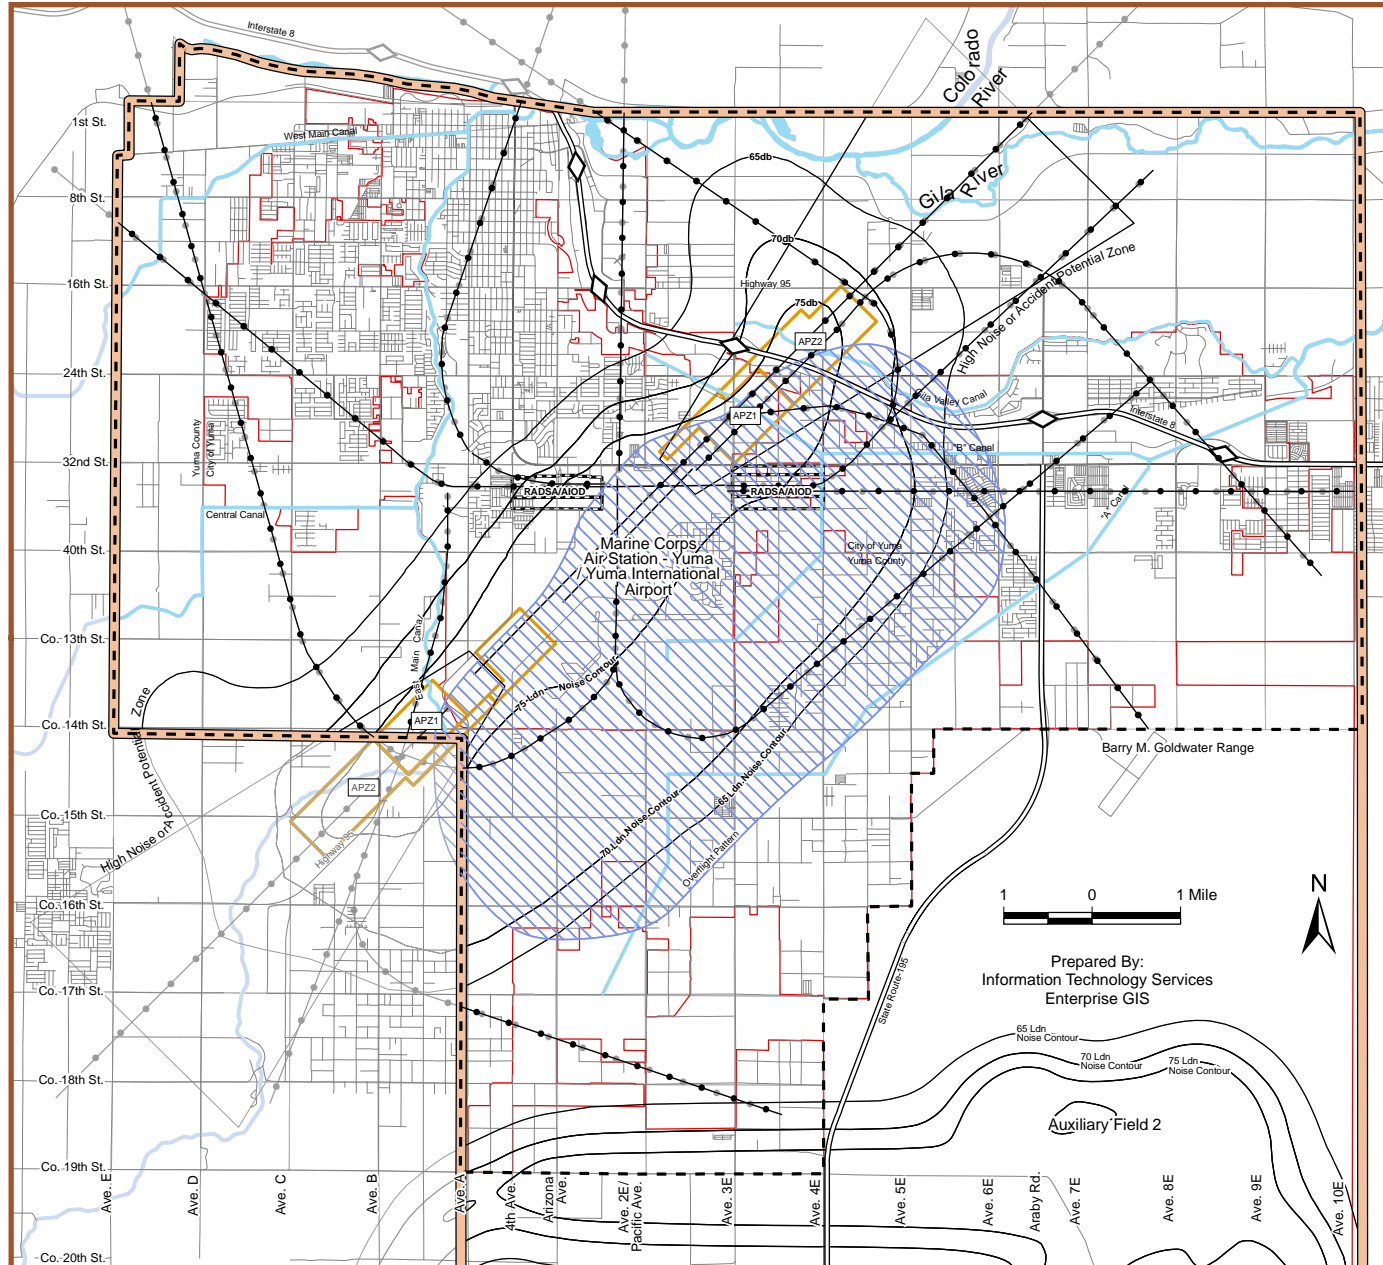 Interstate 8
Colo rado
River
1st St.
West Main Canal
65db
8th St.
Gila
River
70db
High Noise or Accident Potential Zone
16th St.
Highway 95
75db
APZ2
24th St.
Gila Valley Canal
APZ1
Interstate 8
Yuma County
City of Yuma
32nd St.
"B" Canal
RADSA/AIOD
RADSA/AIOD
"A" Canal
Central Canal
40th St.
Marine Corps
Air Station - Yuma
/ Yuma International
Airport
City of Yuma
Yuma County
Co. 13th St.
East Main Canal
75 Ldn Noise Contour
High Noise or Accident Potential Zone
Co. 14th St.
APZ1
65 Ldn Noise Contour
Barry M. Goldwater Range
APZ2
70 Ldn Noise Contour
Co. 15th St.
Highway 95
Overflight Pattern
Co. 16th St.
1 0 1 Mile
N
Prepared By:
Information Technology Services
Enterprise GIS
State Route 195
Co. 17th St.
65 Ldn
Noise Contour
70 Ldn
Noise Contour
75 Ldn
Noise Contour
Co. 18th St.
Auxiliary Field 2
Co. 19th St.
Ave. E
Ave. D
Ave. C
Ave. B
Ave. A
4th Ave.
Arizona
Ave.
Ave. 2E/
Pacific Ave.
Ave. 3E
Ave. 4E
Ave. 5E
Ave. 6E
Araby Rd.
Ave. 7E
Ave. 8E
Ave. 9E
Ave. 10E
Co. 20th St.